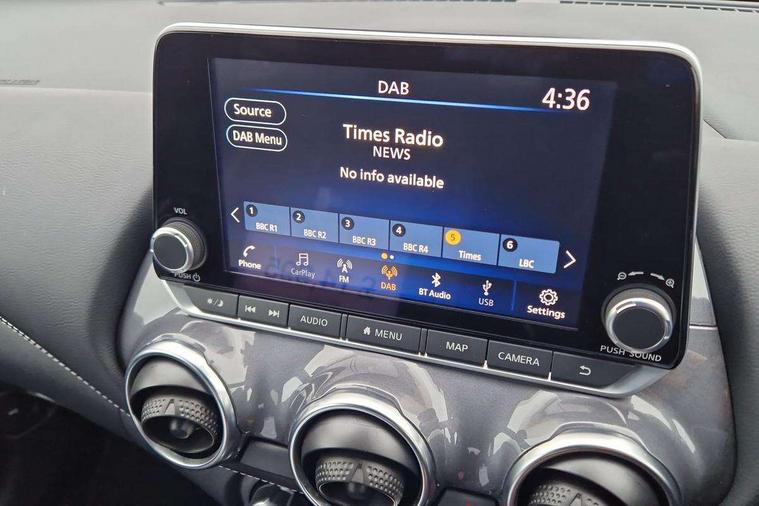 DAB
4:36
Source
DAB Menu
Times Radio
NEWS
No info available
1 BBC R1
2 BBC R2
3 BBC R3
4 BBC R4
5 Times
6 LBC
Phone
CarPlay
FM
DAB
BT Audio
USB
Settings
VOL
PUSH
PUSH SOUND
AUDIO
MENU
MAP
CAMERA